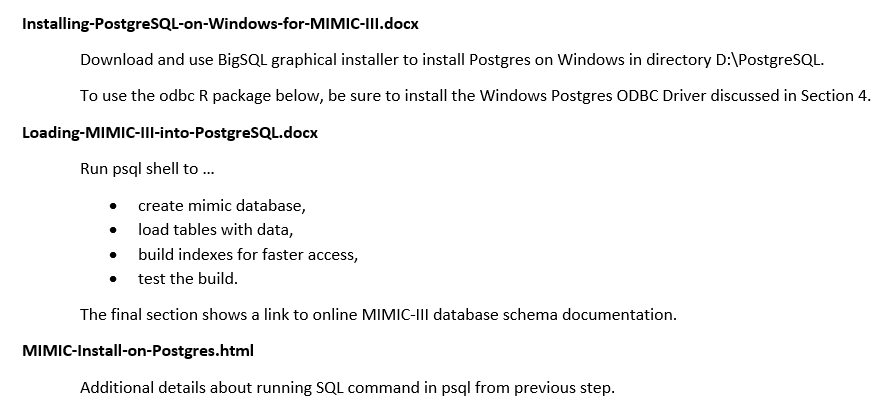 Installing-PostgreSQL-on-Windows-for-MIMIC-III.docx
Download and use BigSQL graphical installer to install Postgres on Windows in directory D:\PostgreSQL.
To use the odbc R package below, be sure to install the Windows Postgres ODBC Driver discussed in Section 4.
Loading-MIMIC-III-into-PostgreSQL.docx
Run psql shell to …
• create mimic database,
• load tables with data,
• build indexes for faster access,
• test the build.
The final section shows a link to online MIMIC-III database schema documentation.
MIMIC-Install-on-Postgres.html
Additional details about running SQL command in psql from previous step.